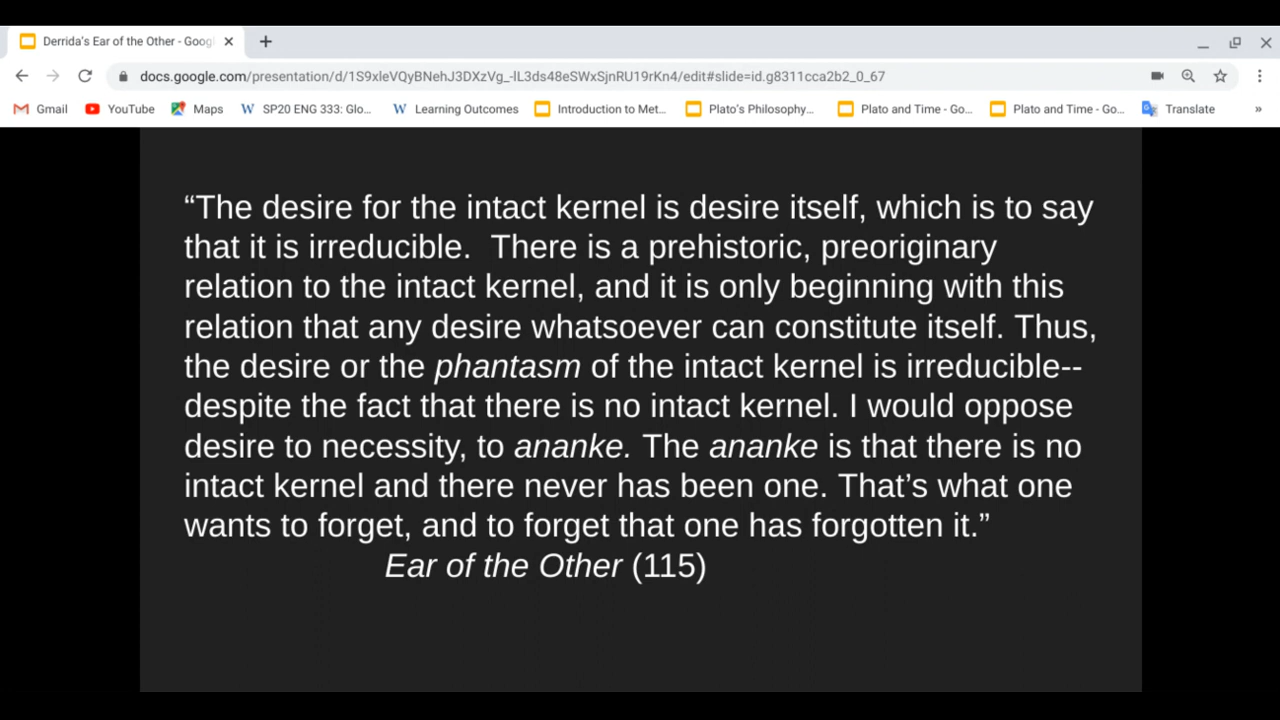 Derrida's Ear of the Other - Goog
docs.google.com/presentation/d/1S9xleVQyBNehJ3DXzVg_-lL3ds48eSWxSjnRU19rKn4/edit#slide=id.g8311cca2b2_0_67
Gmail YouTube Maps SP20 ENG 333: Glo... Learning Outcomes Introduction to Met... Plato's Philosophy... Plato and Time - Go... Plato and Time - Go... Translate »
“The desire for the intact kernel is desire itself, which is to say
that it is irreducible.  There is a prehistoric, preoriginary
relation to the intact kernel, and it is only beginning with this
relation that any desire whatsoever can constitute itself. Thus,
the desire or the phantasm of the intact kernel is irreducible--
despite the fact that there is no intact kernel. I would oppose
desire to necessity, to ananke. The ananke is that there is no
intact kernel and there never has been one. That’s what one
wants to forget, and to forget that one has forgotten it.”
Ear of the Other (115)